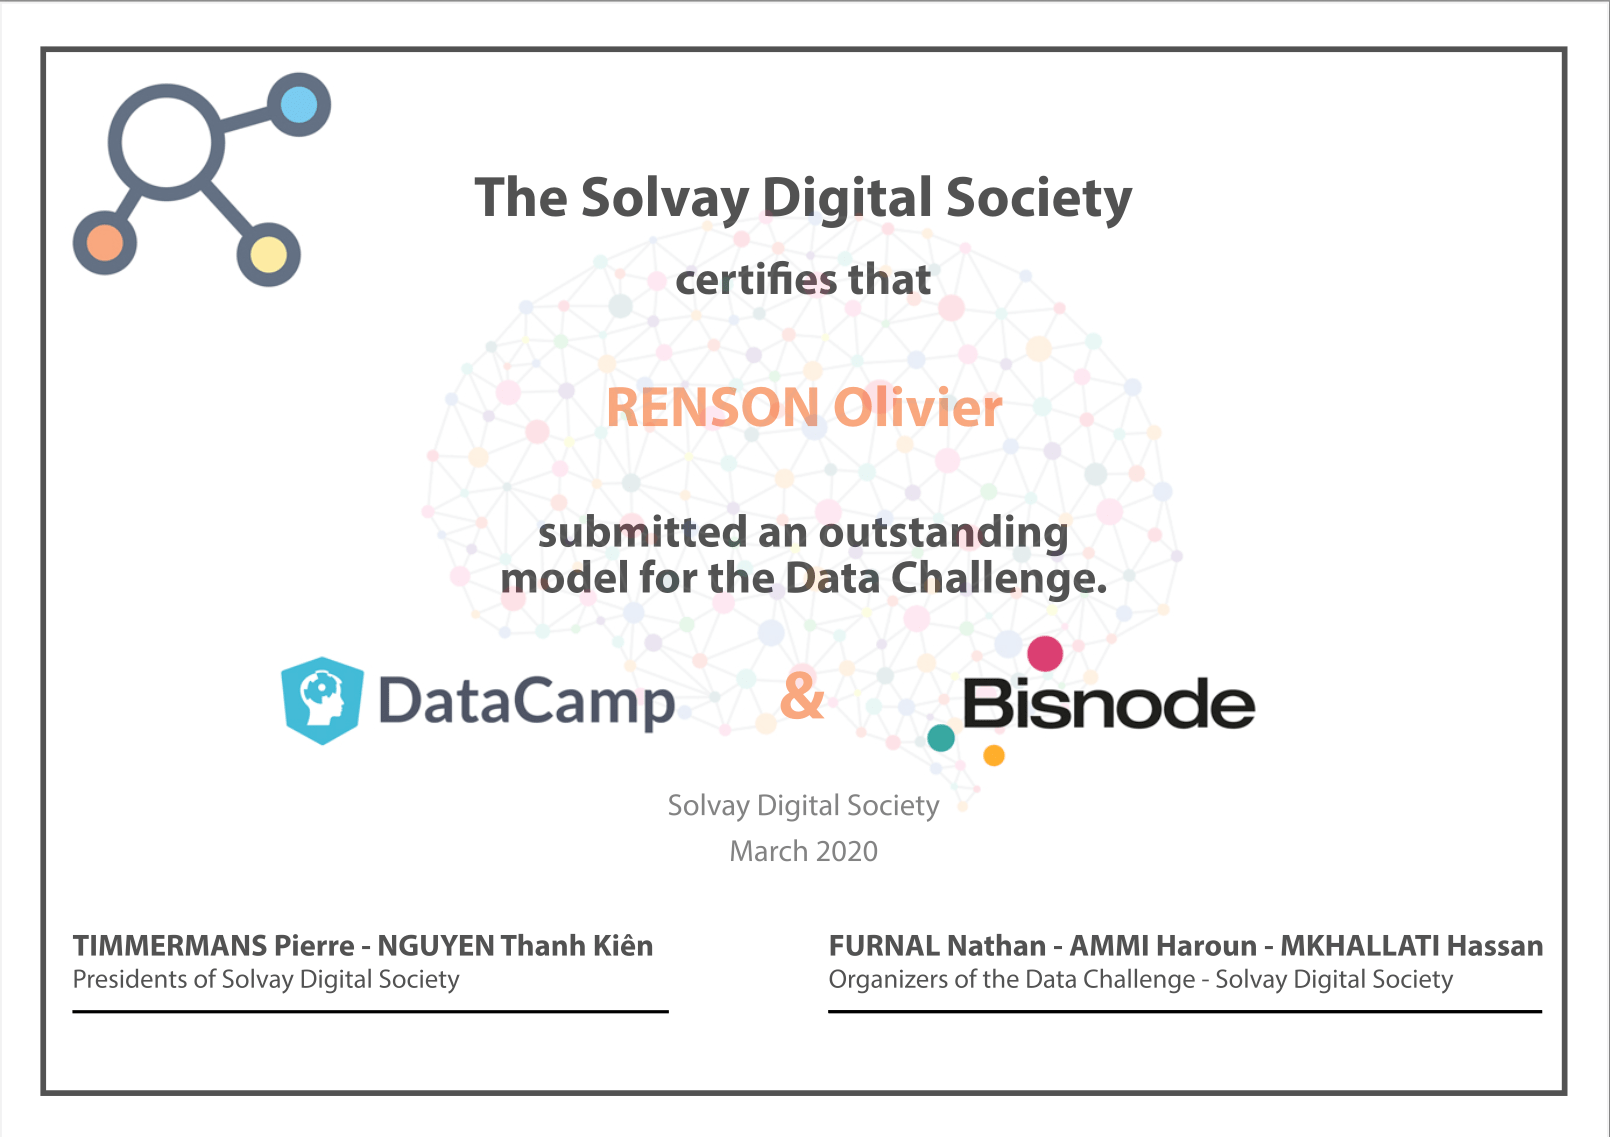 The Solvay Digital Society
certifies that
RENSON Olivier
submitted an outstanding
model for the Data Challenge.
DataCamp & Bisnode
Solvay Digital Society
March 2020
TIMMERMANS Pierre - NGUYEN Thanh Kiên
Presidents of Solvay Digital Society
FURNAL Nathan - AMMI Haroun - MKHALLATI Hassan
Organizers of the Data Challenge - Solvay Digital Society